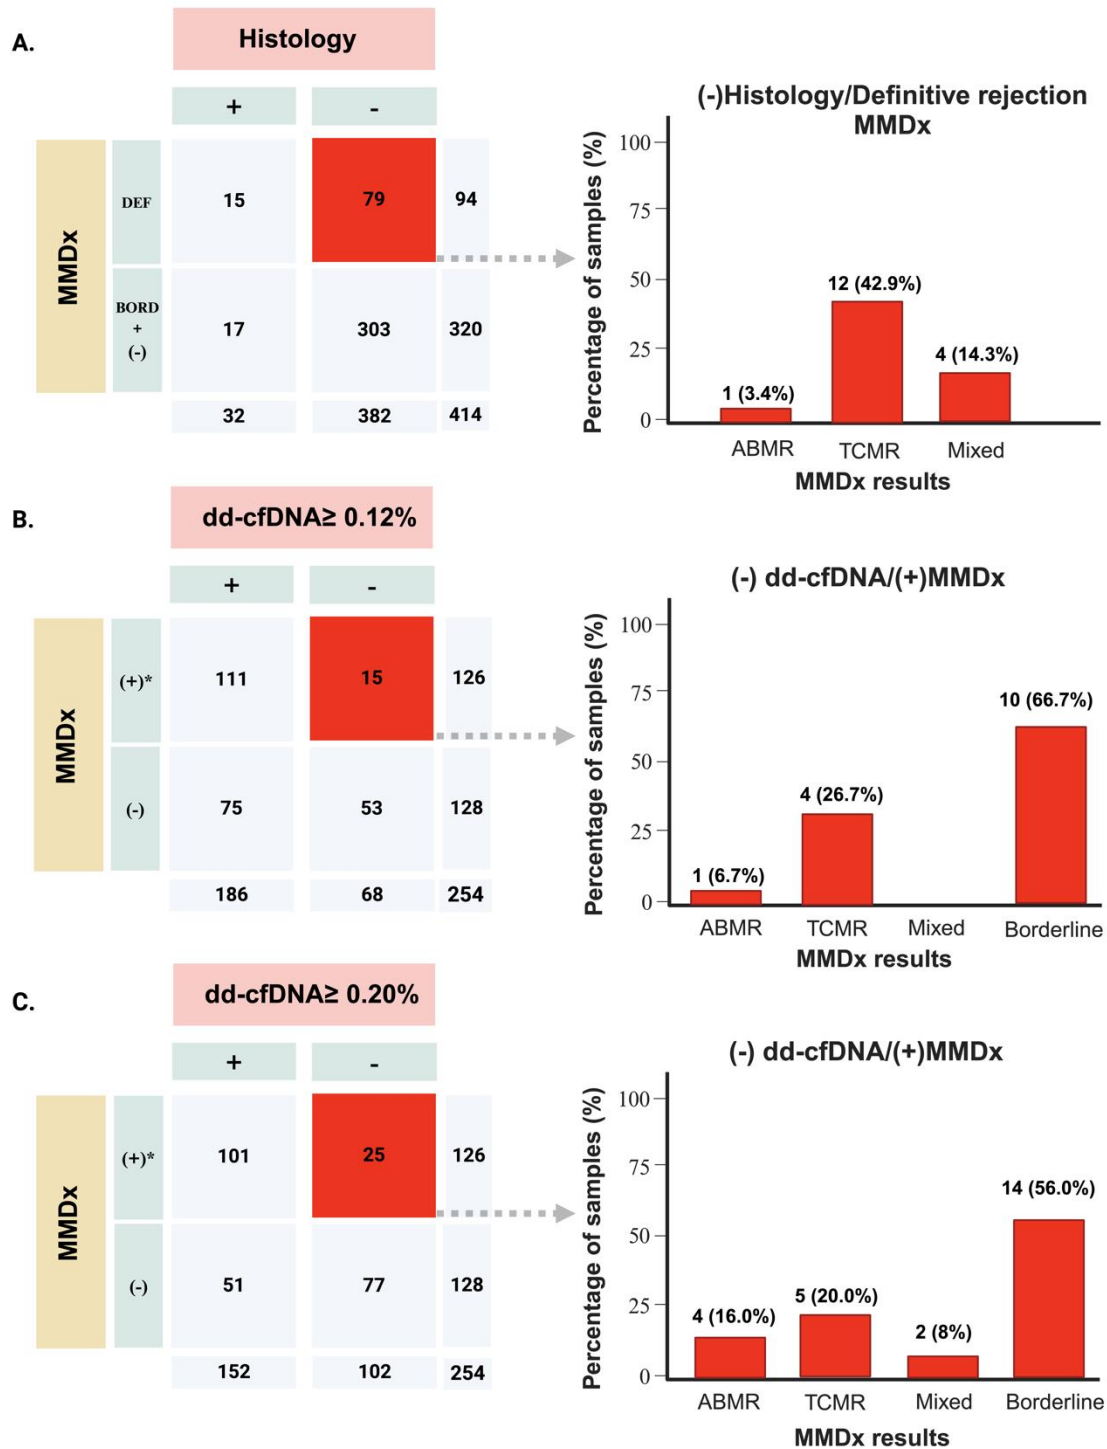 A.
Histology
+ -
MMDx
DEF 15 79 94
BORD
+
(-)
17 303 320
32 382 414
(-)Histology/Definitive rejection
MMDx
Percentage of samples (%)
100
75
50
25
0
1 (3.4%)
12 (42.9%)
4 (14.3%)
ABMR TCMR Mixed
MMDx results
B.
dd-cfDNA≥ 0.12%
+ -
MMDx
(+)* 111 15 126
(-) 75 53 128
186 68 254
(-) dd-cfDNA/(+)MMDx
Percentage of samples (%)
100
75
50
25
0
1 (6.7%)
4 (26.7%)
10 (66.7%)
ABMR TCMR Mixed Borderline
MMDx results
C.
dd-cfDNA≥ 0.20%
+ -
MMDx
(+)* 101 25 126
(-) 51 77 128
152 102 254
(-) dd-cfDNA/(+)MMDx
Percentage of samples (%)
100
75
50
25
0
4 (16.0%)
5 (20.0%)
2 (8%)
14 (56.0%)
ABMR TCMR Mixed Borderline
MMDx results